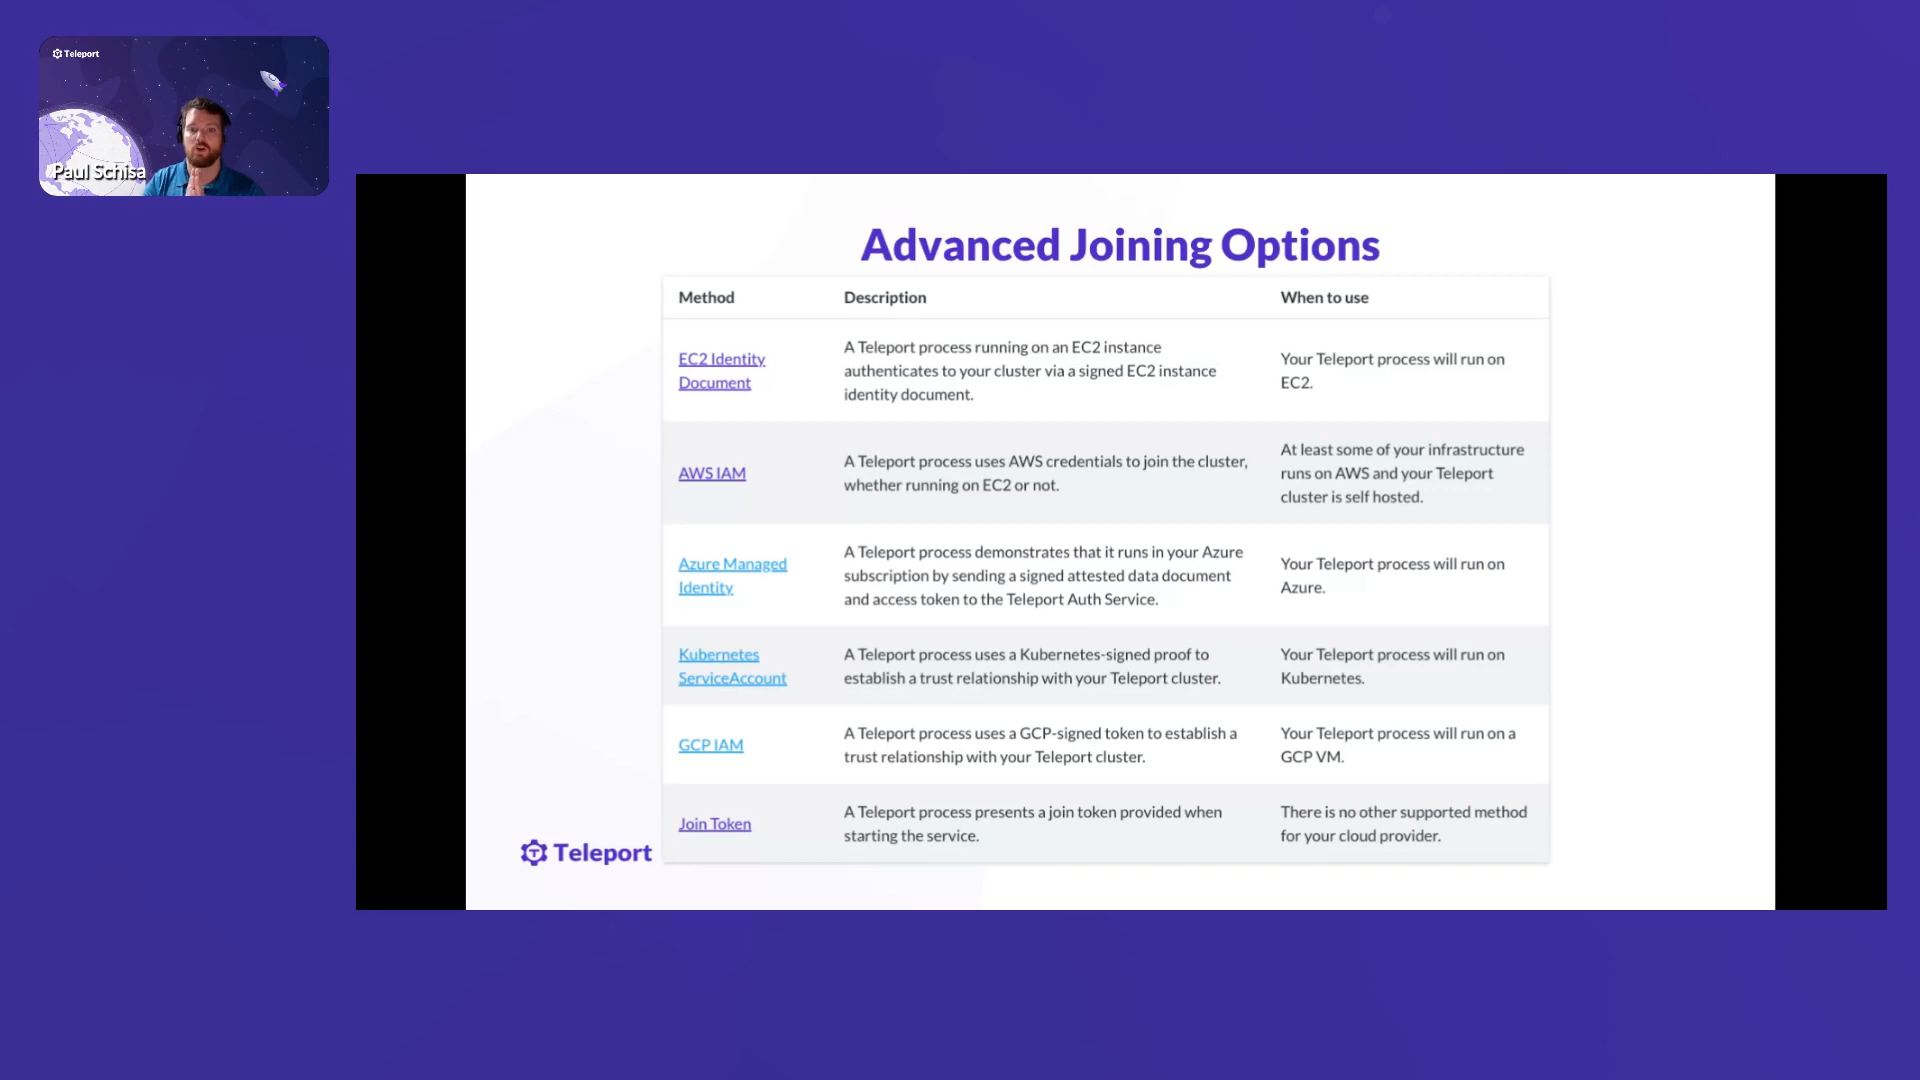 Teleport
Paul Schisa
Advanced Joining Options
Method Description When to use
EC2 Identity
Document
A Teleport process running on an EC2 instance
authenticates to your cluster via a signed EC2 instance
identity document.
Your Teleport process will run on
EC2.
AWS IAM
A Teleport process uses AWS credentials to join the cluster,
whether running on EC2 or not.
At least some of your infrastructure
runs on AWS and your Teleport
cluster is self hosted.
Azure Managed
Identity
A Teleport process demonstrates that it runs in your Azure
subscription by sending a signed attested data document
and access token to the Teleport Auth Service.
Your Teleport process will run on
Azure.
Kubernetes
ServiceAccount
A Teleport process uses a Kubernetes-signed proof to
establish a trust relationship with your Teleport cluster.
Your Teleport process will run on
Kubernetes.
GCP IAM
A Teleport process uses a GCP-signed token to establish a
trust relationship with your Teleport cluster.
Your Teleport process will run on a
GCP VM.
Join Token
A Teleport process presents a join token provided when
starting the service.
There is no other supported method
for your cloud provider.
Teleport